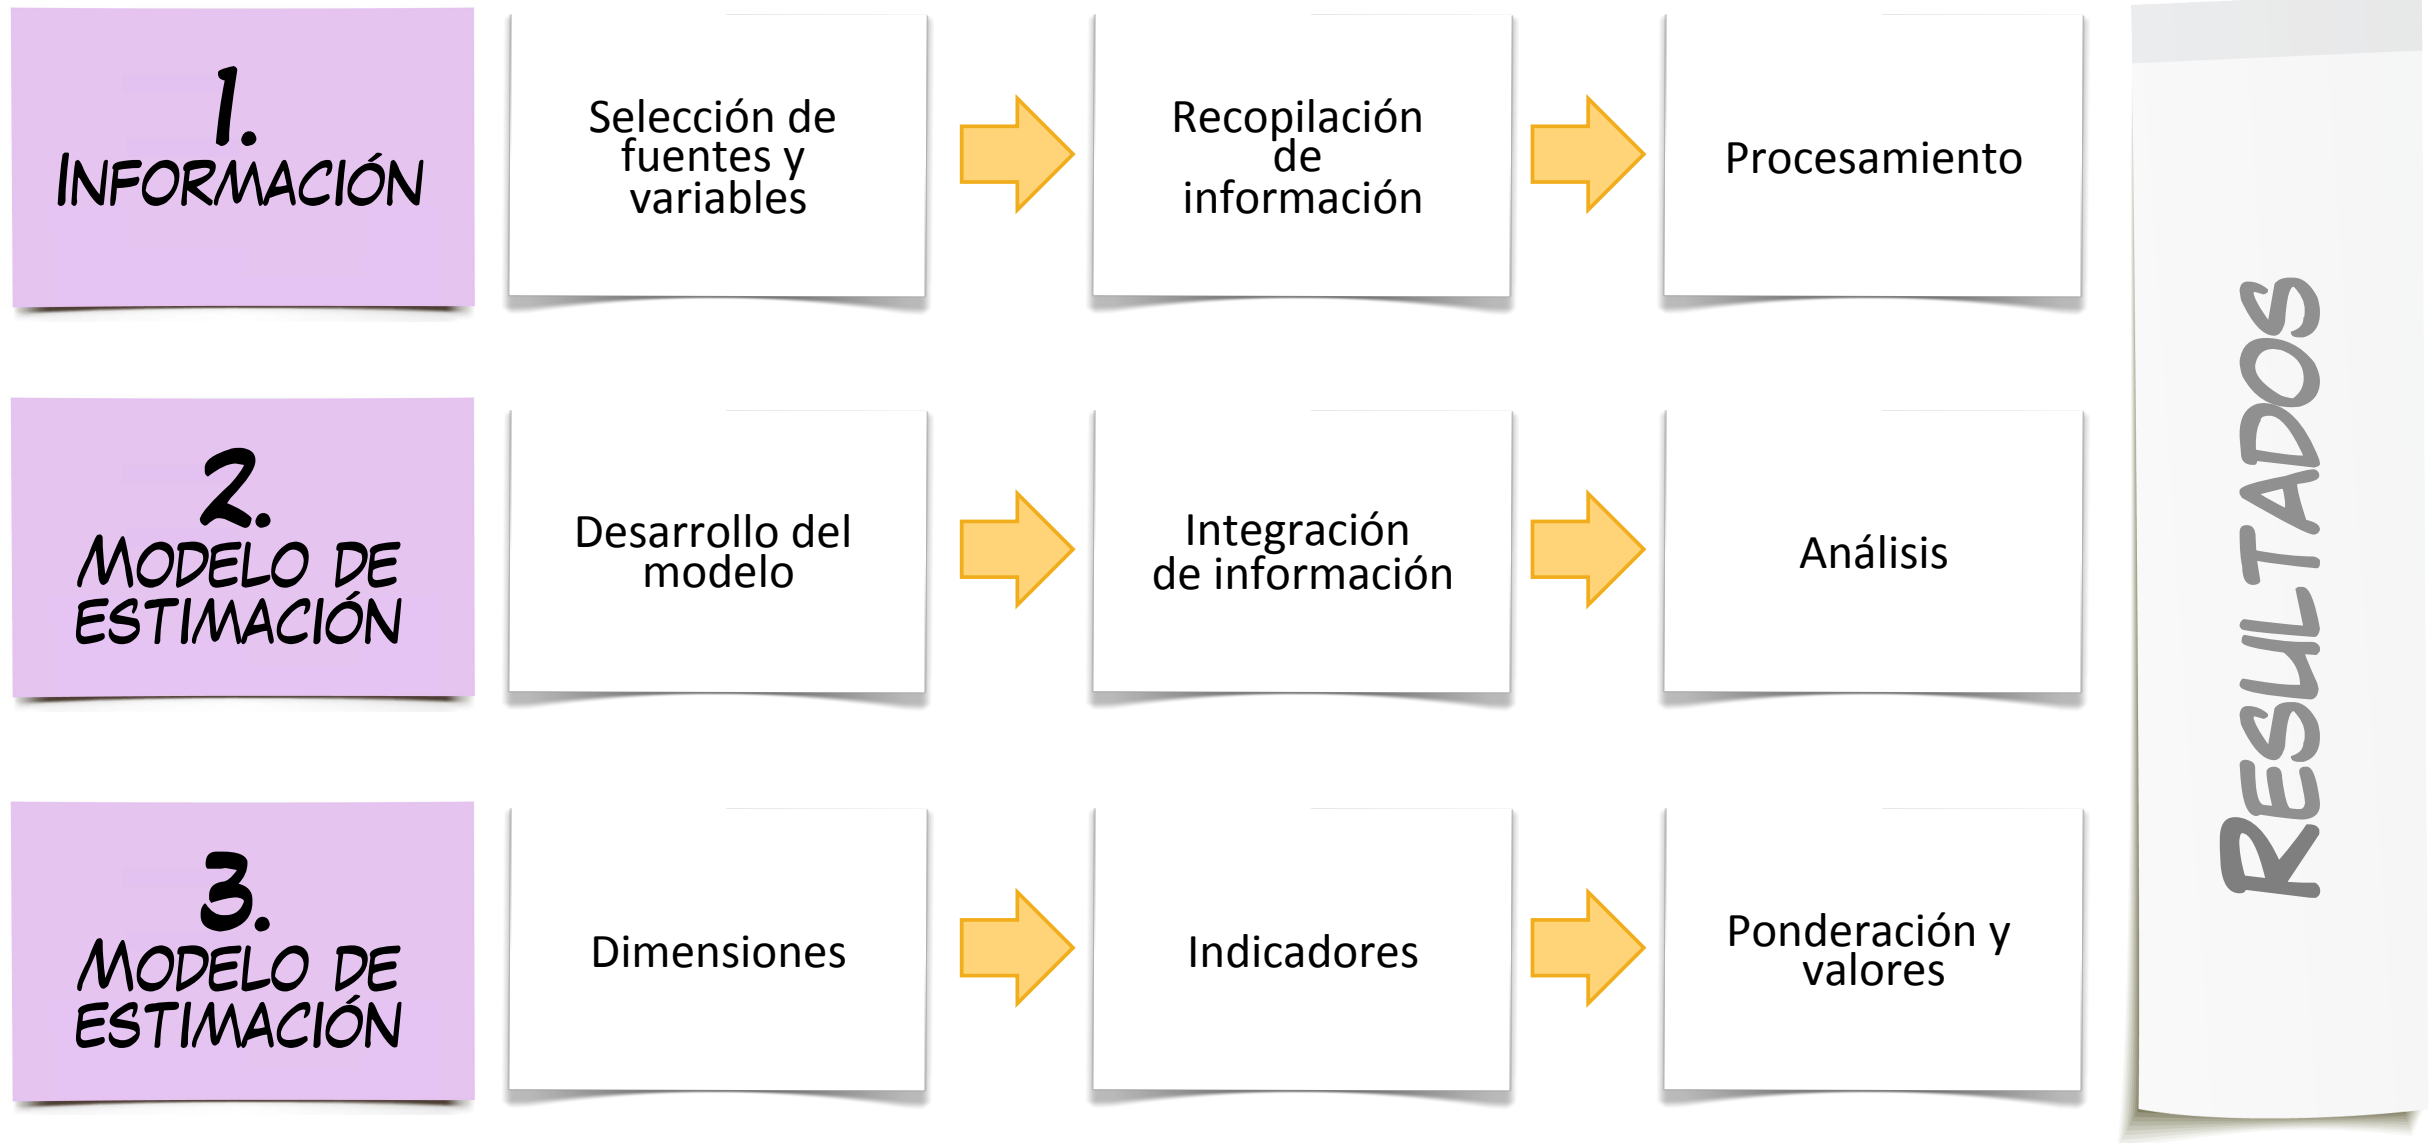 1.
INFORMACIÓN
Selección de
fuentes y
variables
Recopilación
de
información
Procesamiento
2.
MODELO DE
ESTIMACIÓN
Desarrollo del
modelo
Integración
de información
Análisis
3.
MODELO DE
ESTIMACIÓN
Dimensiones
Indicadores
Ponderación y
valores
RESULTADOS